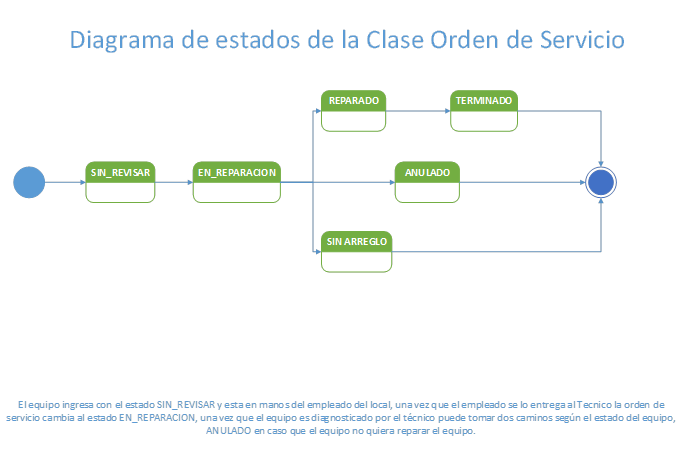 Diagrama de estados de la Clase Orden de Servicio
REPARADO
TERMINADO
SIN_REVISAR
EN_REPARACION
ANULADO
SIN ARREGLO
El equipo ingresa con el estado SIN_REVISAR y esta en manos del empleado del local, una vez que el empleado se lo entrega al Tecnico la orden de
servicio cambia al estado EN_REPARACION, una vez que el equipo es diagnosticado por el técnico puede tomar dos caminos según el estado del equipo,
ANULADO en caso que el equipo no quiera reparar el equipo.